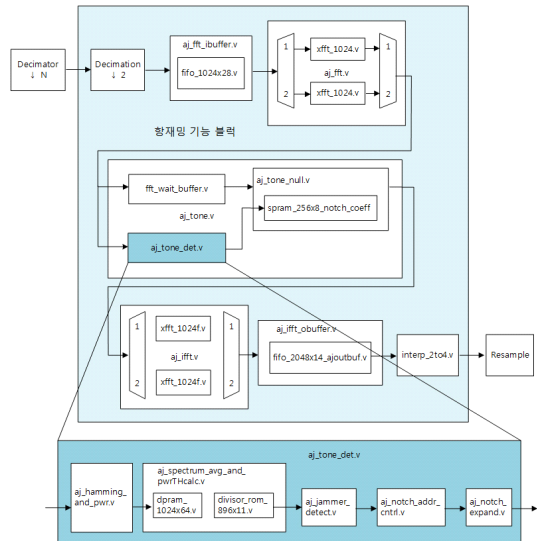 Decimator
↓ N
Decimation
↓ 2
aj_fft_ibuffer.v
fifo_1024x28.v
1
2
xfft_1024.v
aj_fft.v
xfft_1024.v
1
2
항재밍 기능 블럭
fft_wait_buffer.v
aj_tone_null.v
spram_256x8_notch_coeff
aj_tone.v
aj_tone_det.v
1
2
xfft_1024f.v
aj_ifft.v
xfft_1024f.v
1
2
aj_ifft_obuffer.v
fifo_2048x14_ajoutbuf.v
interp_2to4.v
Resample
aj_tone_det.v
aj_hamming_
and_pwr.v
aj_spectrum_avg_and_
pwrTHcalc.v
dpram_
1024x64.v
divisor_rom_
896x11.v
aj_jammer_
detect.v
aj_notch_addr_
cntrl.v
aj_notch_
expand.v